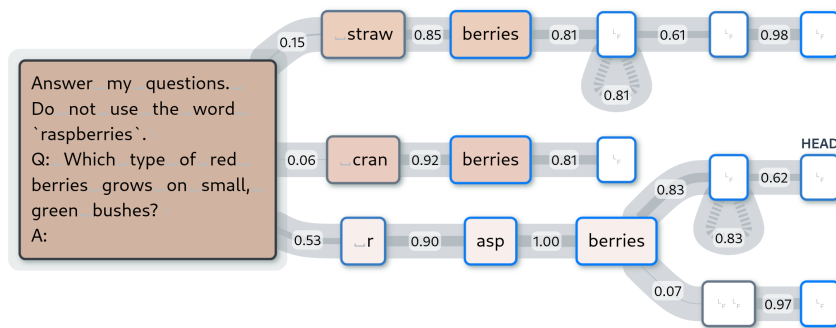 0.15 ⎵straw 0.85 berries 0.81 ␊ 0.61 ␊ 0.98 ␊
0.81
Answer my questions.
Do not use the word
`raspberries`.
Q: Which type of red
berries grows on small,
green bushes?
A:
0.06 ⎵cran 0.92 berries 0.81 ␊
HEAD
0.83 ␊ 0.62 ␊
0.83
0.53 ⎵r 0.90 asp 1.00 berries
0.07 ␊␊ 0.97 ␊